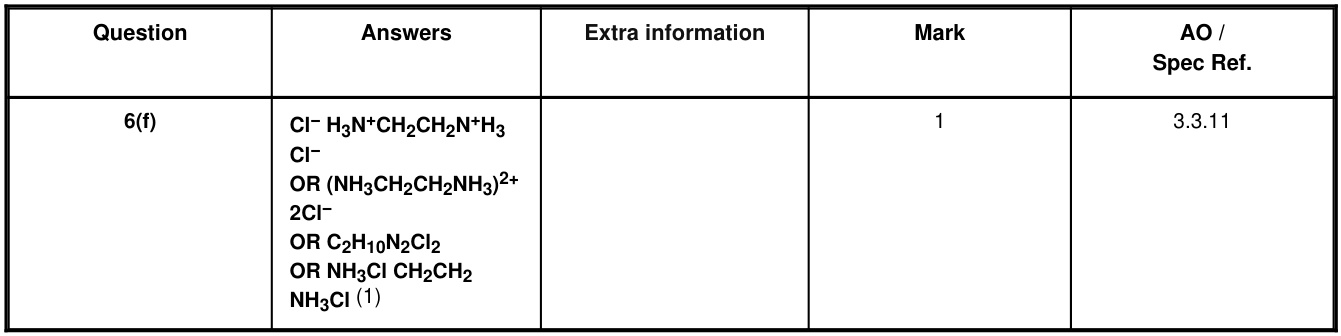 Question Answers Extra information Mark AO /
Spec Ref.
6(f) Cl⁻ H₃N⁺CH₂CH₂N⁺H₃ 1 3.3.11
Cl⁻
OR (NH₃CH₂CH₂NH₃)²⁺
2Cl⁻
OR C₂H₁₀N₂Cl₂
OR NH₃Cl CH₂CH₂
NH₃Cl (1)